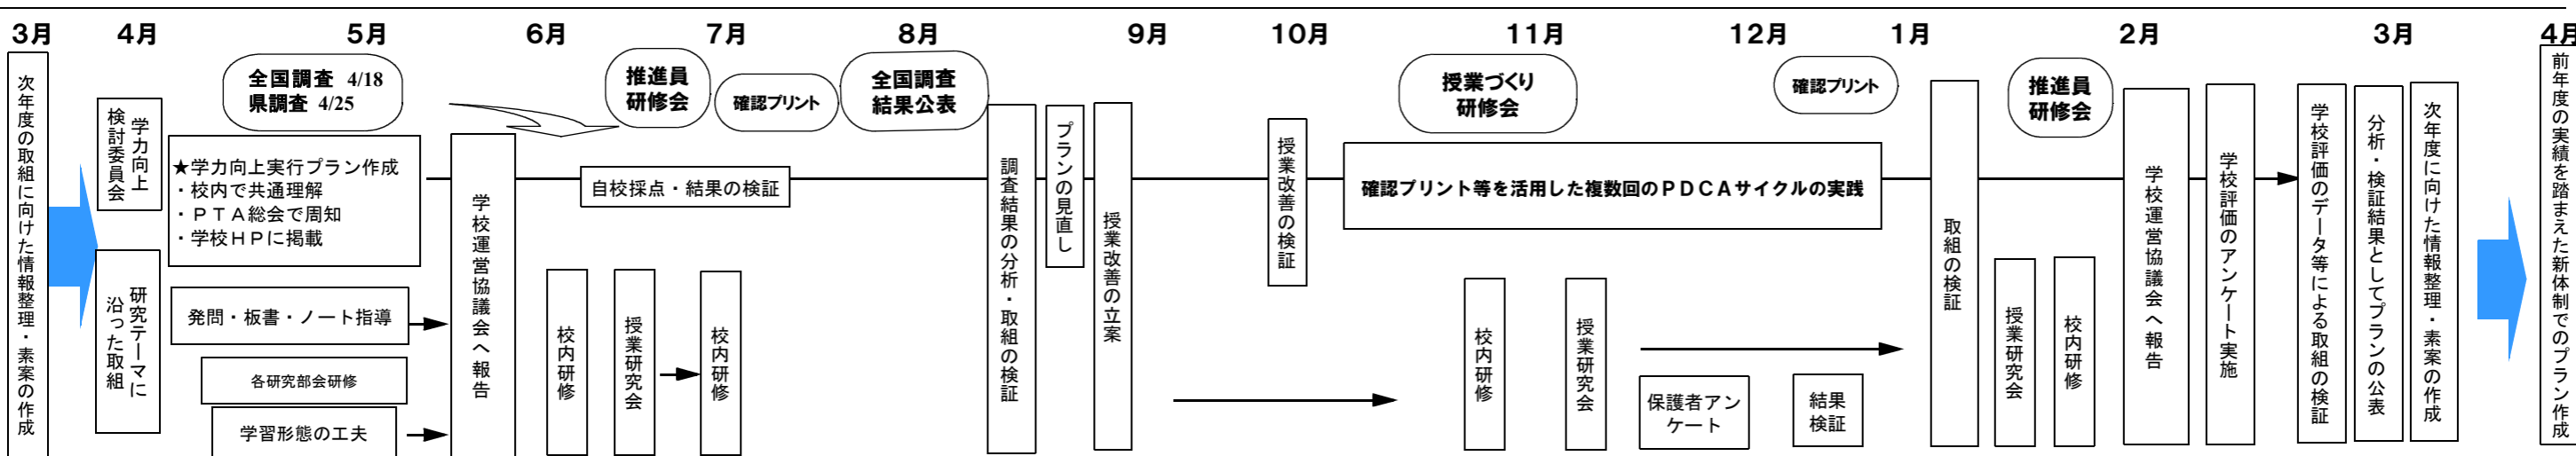 3月
4月
5月
6月
7月
8月
9月
10月
11月
12月
1月
2月
3月
4月
次年度の取組に向けた情報整理・素案の作成
学力向上
検討委員会
研究テーマに
沿った取組
全国調査 4/18
県調査 4/25
★学力向上実行プラン作成
・校内で共通理解
・ＰＴＡ総会で周知
・学校ＨＰに掲載
発問・板書・ノート指導
各研究部会研修
学習形態の工夫
学校運営協議会へ報告
推進員
研修会
確認プリント
全国調査
結果公表
自校採点・結果の検証
校内研修
授業研究会
校内研修
調査結果の分析・取組の検証
プランの見直し
授業改善の立案
授業改善の検証
授業づくり
研修会
確認プリント
確認プリント等を活用した複数回のＰＤＣＡサイクルの実践
校内研修
授業研究会
保護者アン
ケート
結果
検証
取組の検証
推進員
研修会
授業研究会
校内研修
学校運営協議会へ報告
学校評価のアンケート実施
学校評価のデータ等による取組の検証
分析・検証結果としてプランの公表
次年度に向けた情報整理・素案の作成
前年度の実績を踏まえた新体制でのプラン作成